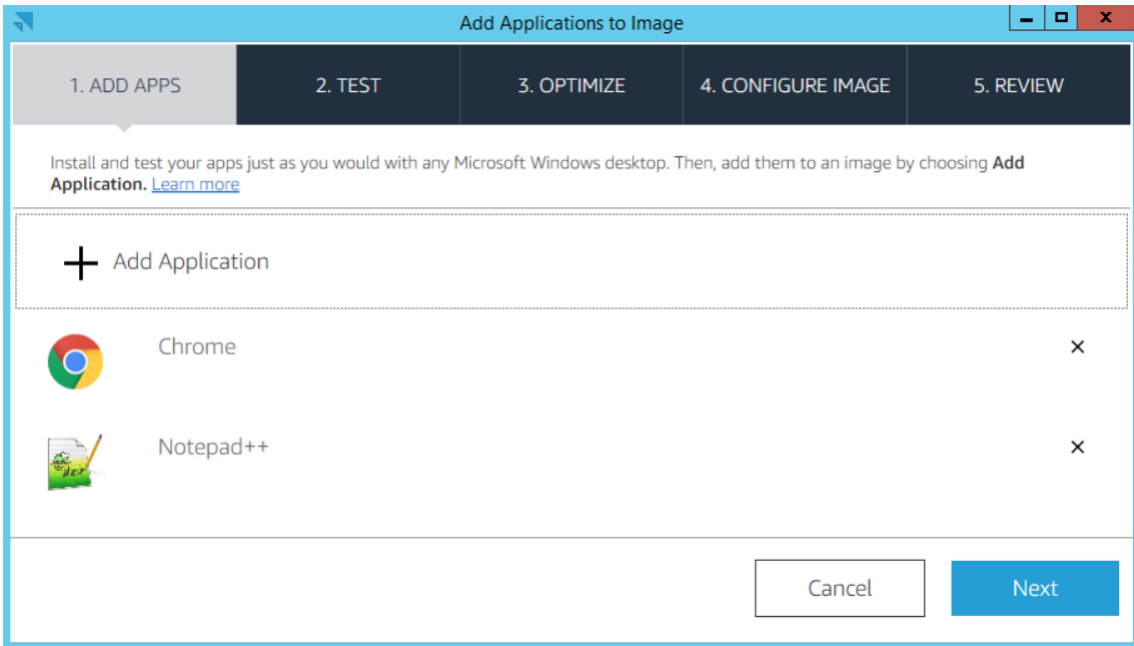 Add Applications to Image
1. ADD APPS
2. TEST
3. OPTIMIZE
4. CONFIGURE IMAGE
5. REVIEW
Install and test your apps just as you would with any Microsoft Windows desktop. Then, add them to an image by choosing Add
Application. Learn more
Add Application
Chrome
Notepad++
Cancel
Next